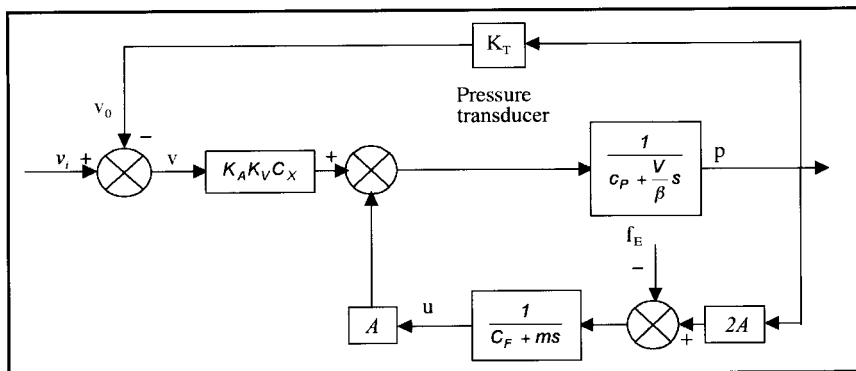 K_T
Pressure
transducer
v_0
−
v_i + v K_A K_V C_X + 1 / (c_P + V/β s) p
f_E
−
A u 1 / (C_F + ms) + 2A